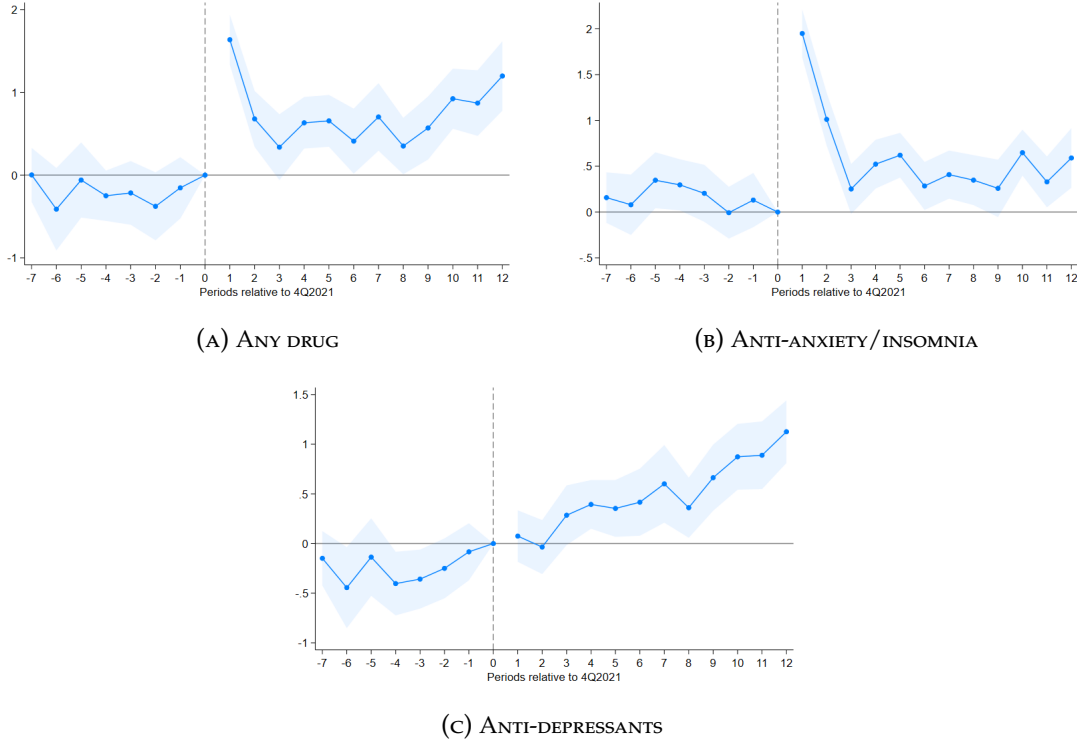 2
1
0
-1
-7 -6 -5 -4 -3 -2 -1 0 1 2 3 4 5 6 7 8 9 10 11 12
Periods relative to 4Q2021
(A) ANY DRUG
2
1.5
1
.5
0
-.5
-7 -6 -5 -4 -3 -2 -1 0 1 2 3 4 5 6 7 8 9 10 11 12
Periods relative to 4Q2021
(B) ANTI-ANXIETY/INSOMNIA
1.5
1
.5
0
-.5
-1
-7 -6 -5 -4 -3 -2 -1 0 1 2 3 4 5 6 7 8 9 10 11 12
Periods relative to 4Q2021
(C) ANTI-DEPRESSANTS